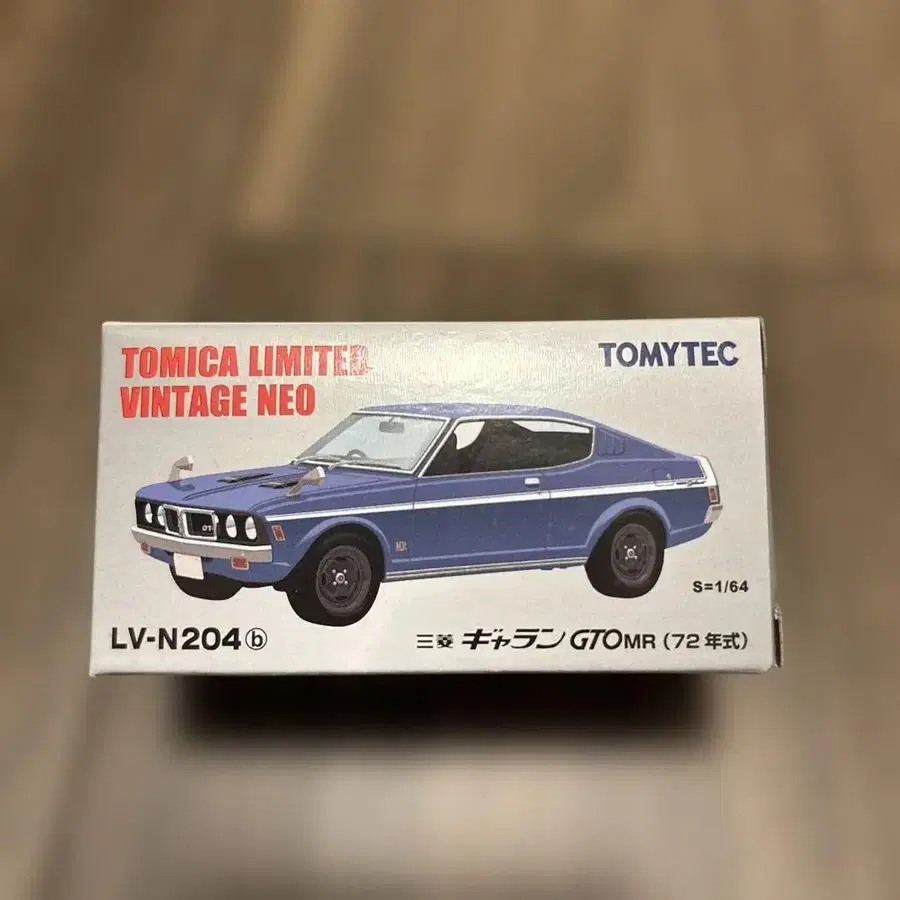 TOMICA LIMITED
VINTAGE NEO
TOMYTEC
S=1/64
LV-N204ⓑ
三菱 ギャラン GTO MR (72年式)